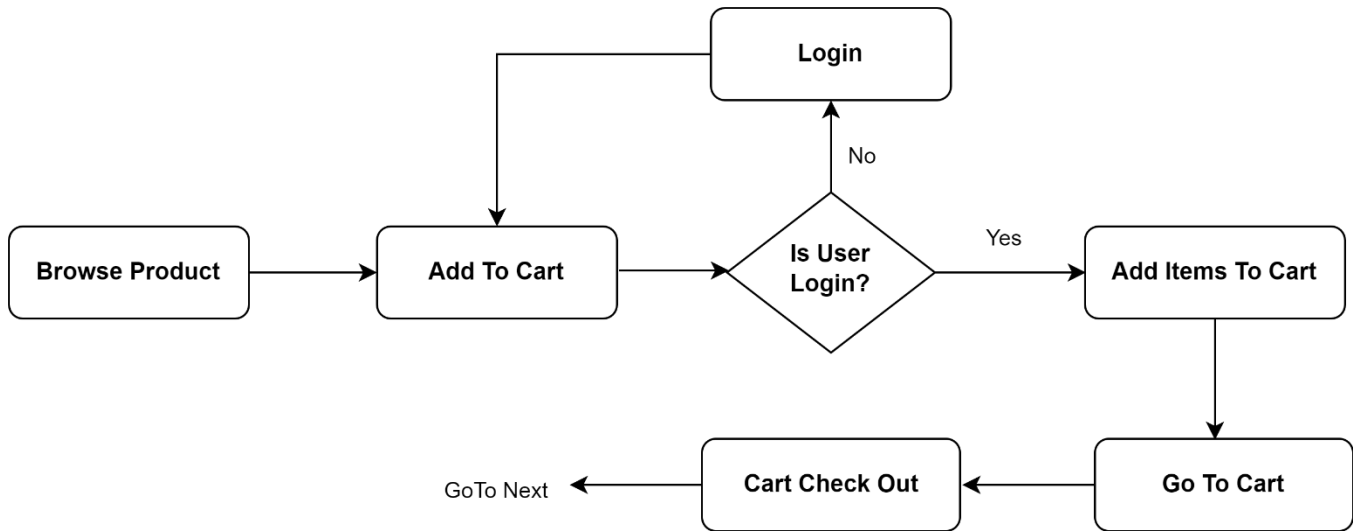 Login
No
Browse Product
Add To Cart
Is User
Login?
Yes
Add Items To Cart
GoTo Next
Cart Check Out
Go To Cart